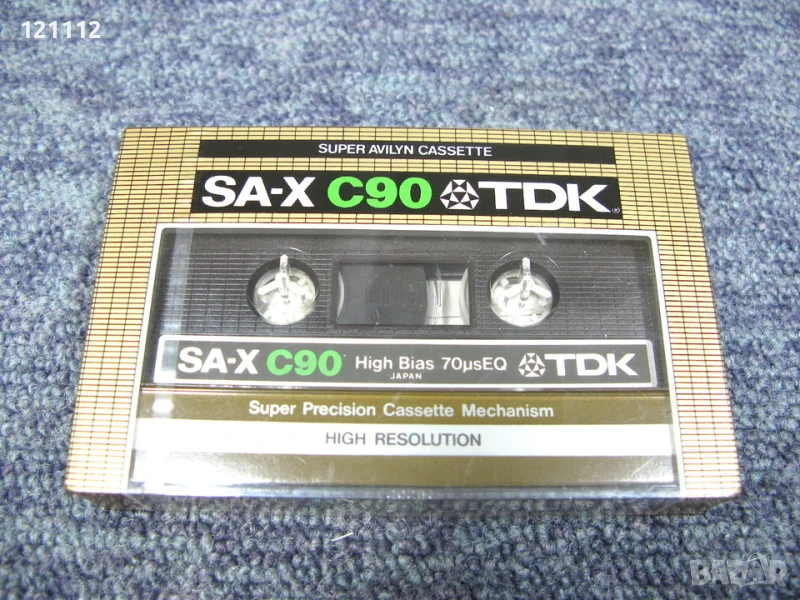 121112
SUPER AVILYN CASSETTE
SA-X C90 TDK®
SA-X C90 High Bias 70µsEQ TDK
JAPAN
Super Precision Cassette Mechanism
HIGH RESOLUTION
BAZAR